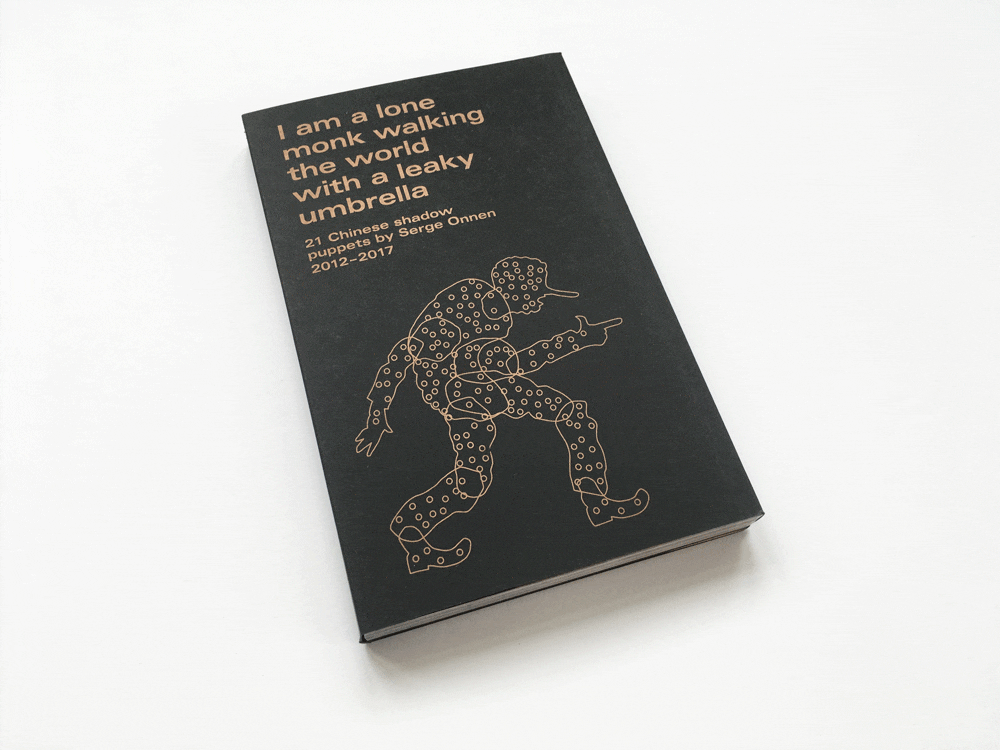 I am a lone
monk walking
the world
with a leaky
umbrella
21 Chinese shadow
puppets by Serge Onnen
2012–2017